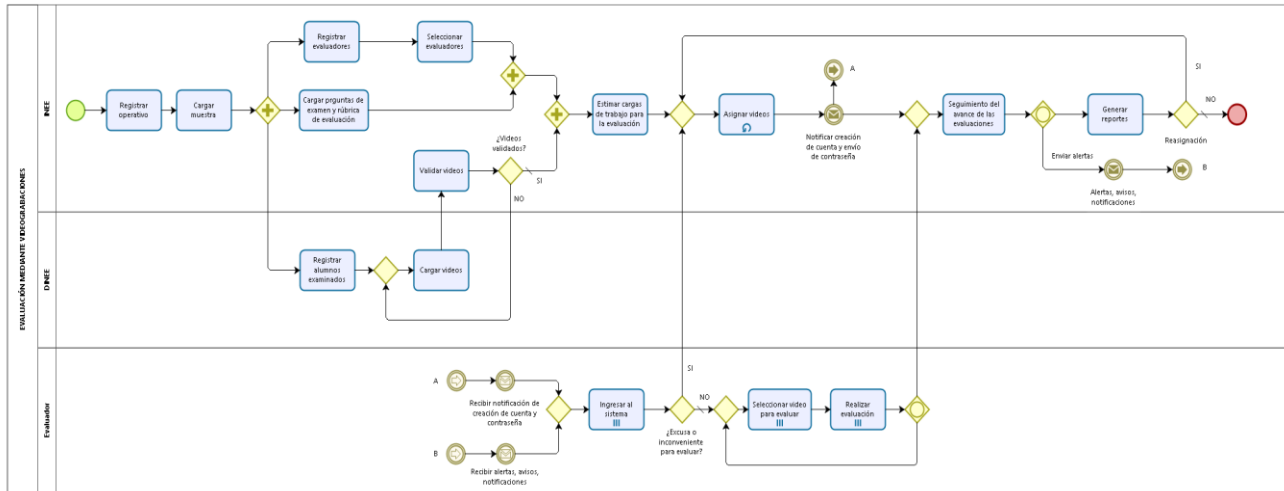 EVALUACIÓN MEDIANTE VIDEOGRABACIONES
INEE
Registrar
operativo
Cargar
muestra
Registrar
evaluadores
Seleccionar
evaluadores
Cargar prguntas de
examen y rúbrica
de evaluación
¿Videos
validados?
Validar videos
SI
NO
Estimar cargas
de trabajo para
la evaluación
Asignar videos
A
Notificar creación
de cuenta y envío
de contraseña
Seguimiento del
avance de las
evaluaciones
Enviar alertas
Generar
reportes
SI
NO
Reasignación
B
Alertas, avisos,
notificaciones
DINEE
Registrar
alumnos
examinados
Cargar videos
Evaluador
A
Recibir notificación de
creación de cuenta y
contraseña
B
Recibir alertas, avisos,
notificaciones
Ingresar al
sistema
SI
NO
¿Excusa o
inconveniente
para evaluar?
Seleccionar video
para evaluar
Realizar
evaluación